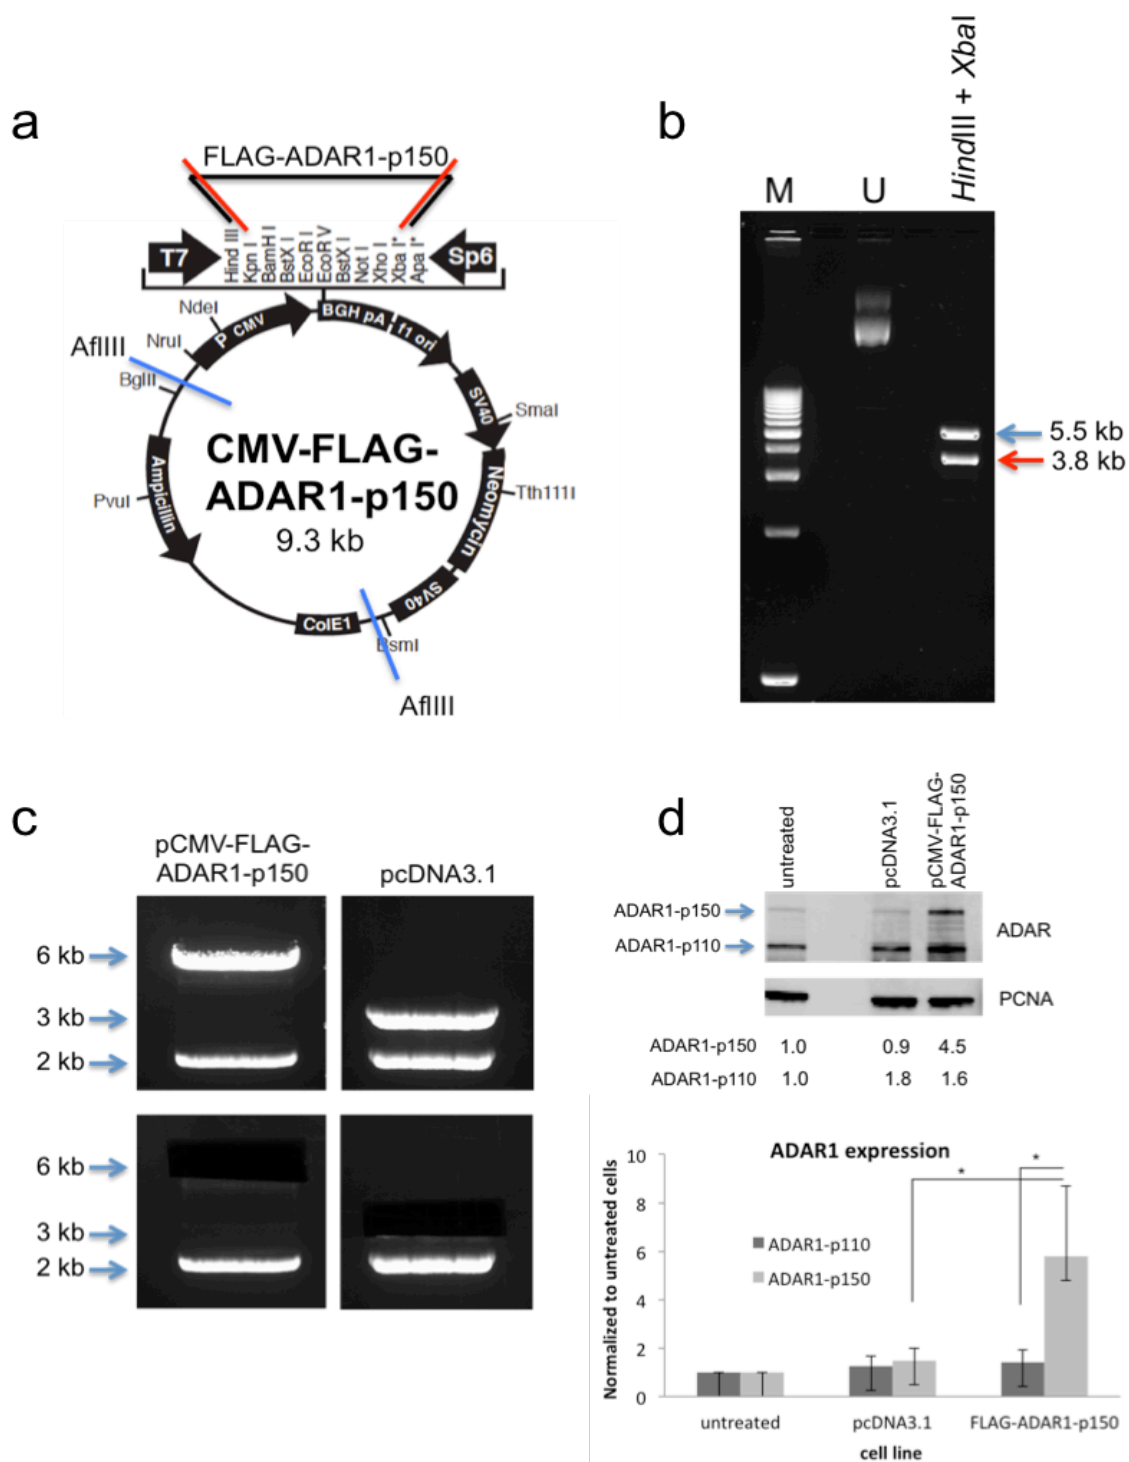 a
FLAG-ADAR1-p150
T7
Hind III
Kpn I
BamH I
BstX I
EcoR I
EcoR V
BstX I
Not I
Xho I
Xba I*
Apa I*
Sp6
NdeI
NruI
AflIII
BglII
P CMV
BGH pA
f1 ori
SV40
SmaI
CMV-FLAG-
ADAR1-p150
9.3 kb
Ampicillin
PvuI
Neomycin
Tth111I
SV40
ColE1
BsmI
AflIII
b
M
U
HindIII + XbaI
5.5 kb
3.8 kb
c
pCMV-FLAG-
ADAR1-p150
pcDNA3.1
6 kb
3 kb
2 kb
6 kb
3 kb
2 kb
d
untreated
pcDNA3.1
pCMV-FLAG-
ADAR1-p150
ADAR1-p150
ADAR1-p110
ADAR
PCNA
ADAR1-p150 1.0 0.9 4.5
ADAR1-p110 1.0 1.8 1.6
ADAR1 expression
Normalized to untreated cells
10
8
6
4
2
0
*
*
ADAR1-p110
ADAR1-p150
untreated
pcDNA3.1
FLAG-ADAR1-p150
cell line